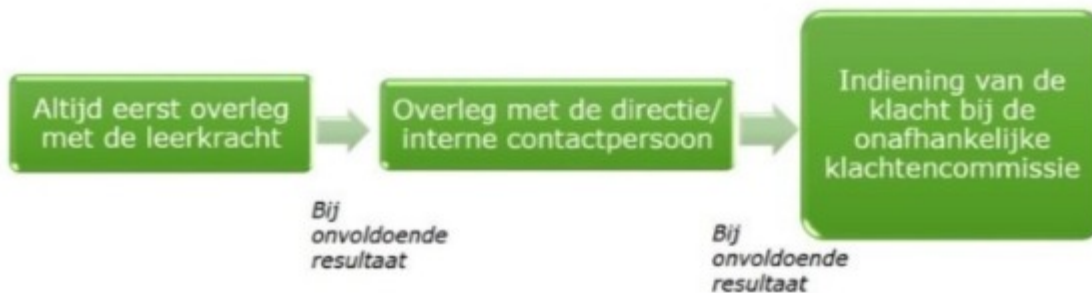 Altijd eerst overleg
met de leerkracht
Bij
onvoldoende
resultaat
Overleg met de directie/
interne contactpersoon
Bij
onvoldoende
resultaat
Indiening van de
klacht bij de
onafhankelijke
klachtencommissie